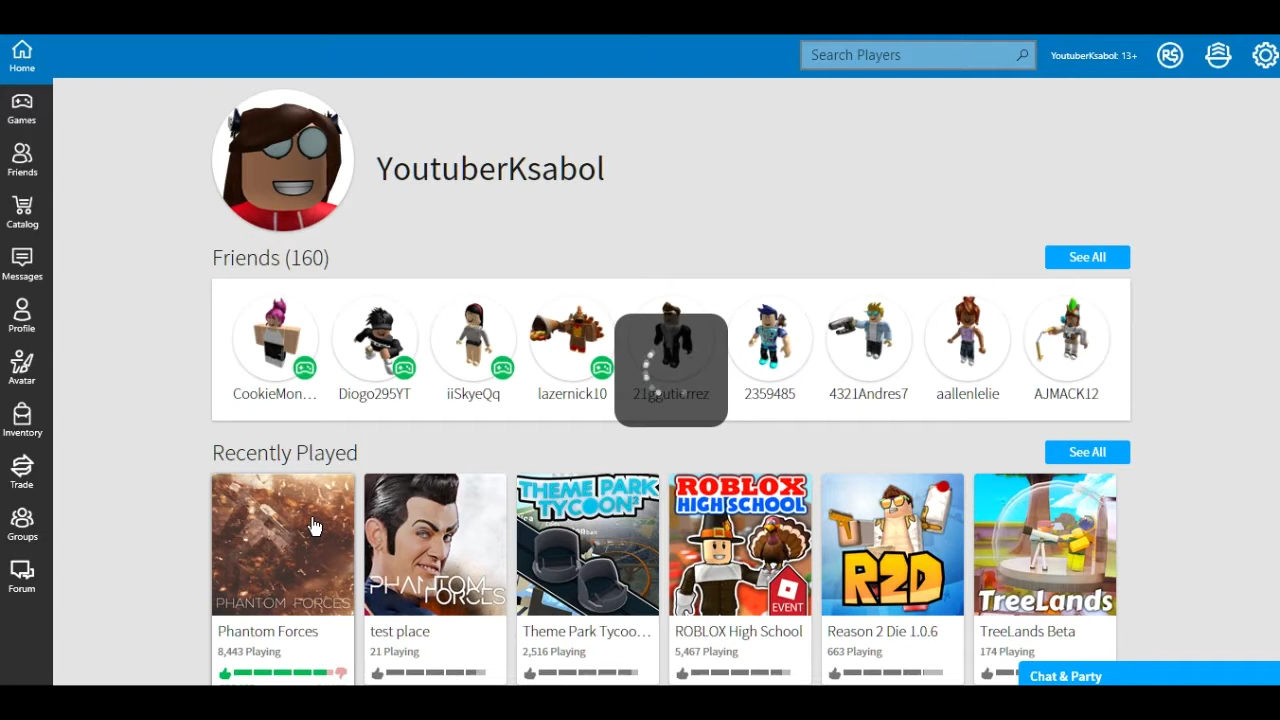 Home
Search Players
YoutuberKsabol: 13+
R$
Games
Friends
Catalog
Messages
Profile
Avatar
Inventory
Trade
Groups
Forum
YoutuberKsabol
Friends (160)
See All
CookieMon...
Diogo295YT
iiSkyeQq
lazernick10
21ggutierrez
2359485
4321Andres7
aallenlelie
AJMACK12
Recently Played
See All
PHANTOM FORCES
PHANTOM FORCES
THEME PARK TYCOON 2
ROBLOX HIGH SCHOOL
EVENT
R2D
TreeLands
Phantom Forces
8,443 Playing
test place
21 Playing
Theme Park Tycoo...
2,516 Playing
ROBLOX High School
5,467 Playing
Reason 2 Die 1.0.6
663 Playing
TreeLands Beta
174 Playing
Chat & Party